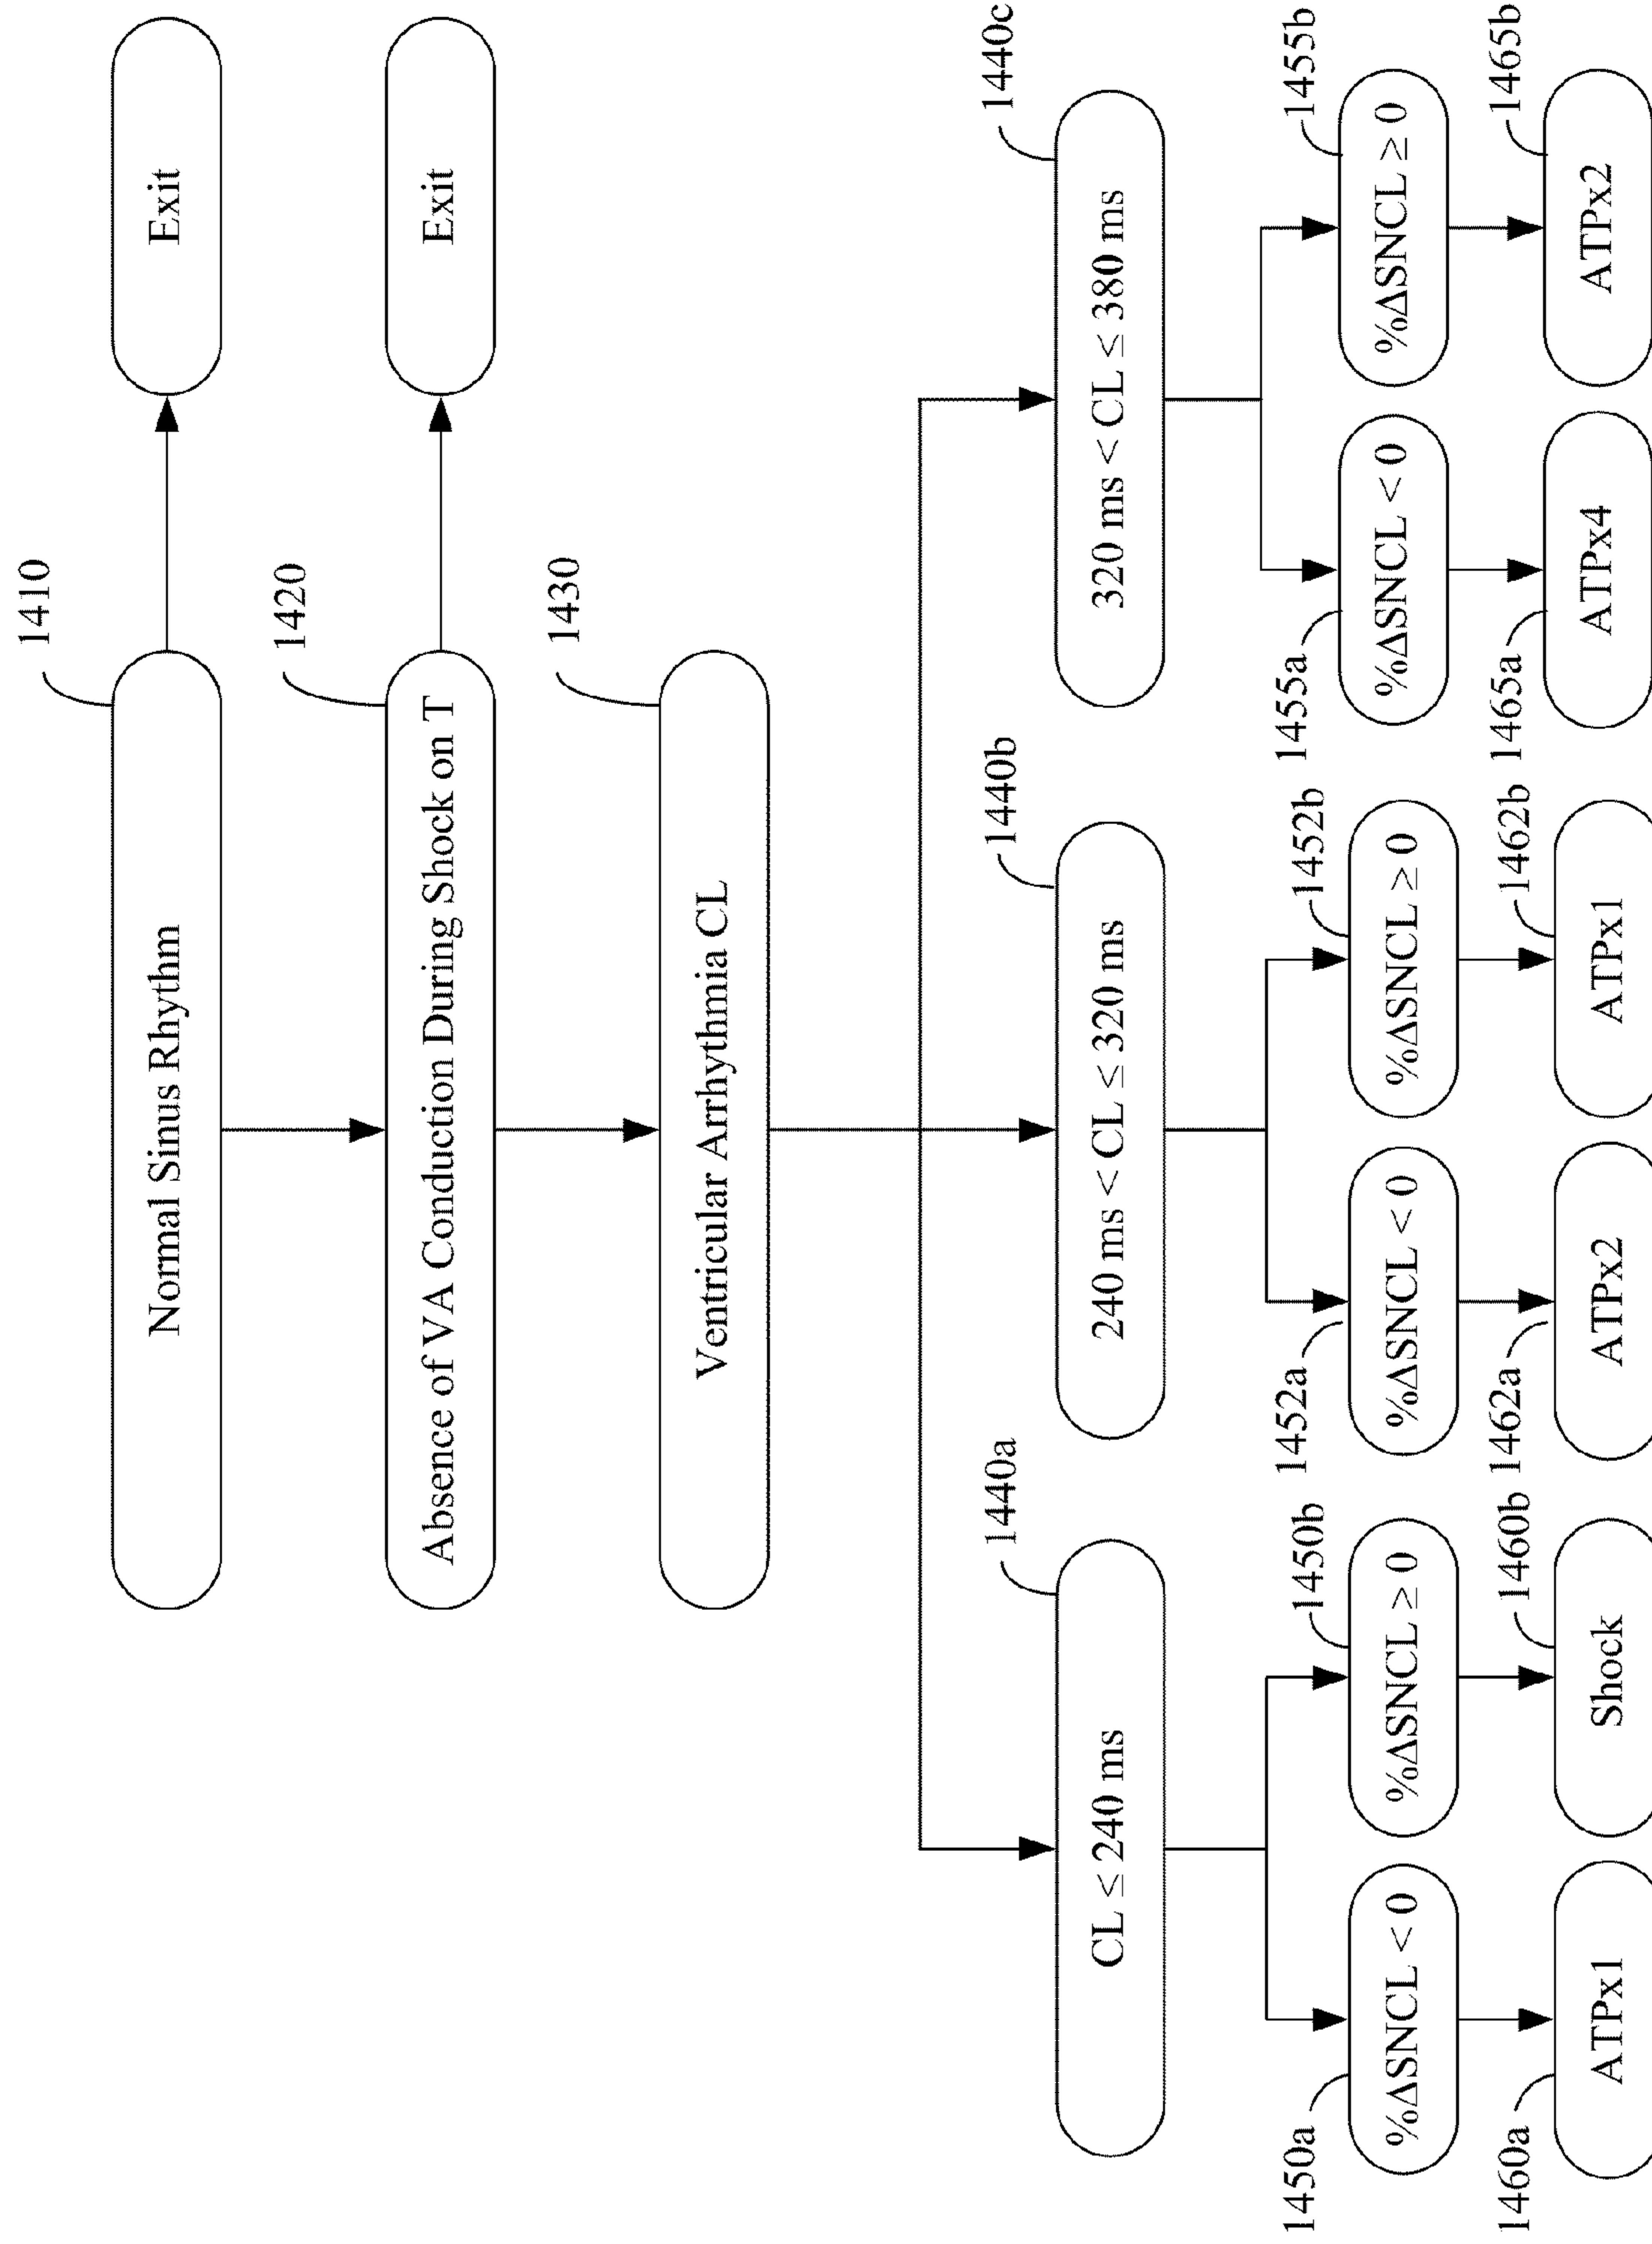 1410
Normal Sinus Rhythm
Exit
1420
Absence of VA Conduction During Shock on T
Exit
1430
Ventricular Arrhythmia CL
1440a
CL ≤ 240 ms
1440b
240 ms < CL ≤ 320 ms
1440c
320 ms < CL ≤ 380 ms
1450a
%ΔSNCL < 0
1450b
%ΔSNCL ≥ 0
1452a
%ΔSNCL < 0
1452b
%ΔSNCL ≥ 0
1455a
%ΔSNCL < 0
1455b
%ΔSNCL ≥ 0
1460a
ATPx1
1460b
Shock
1462a
ATPx2
1462b
ATPx1
1465a
ATPx4
1465b
ATPx2